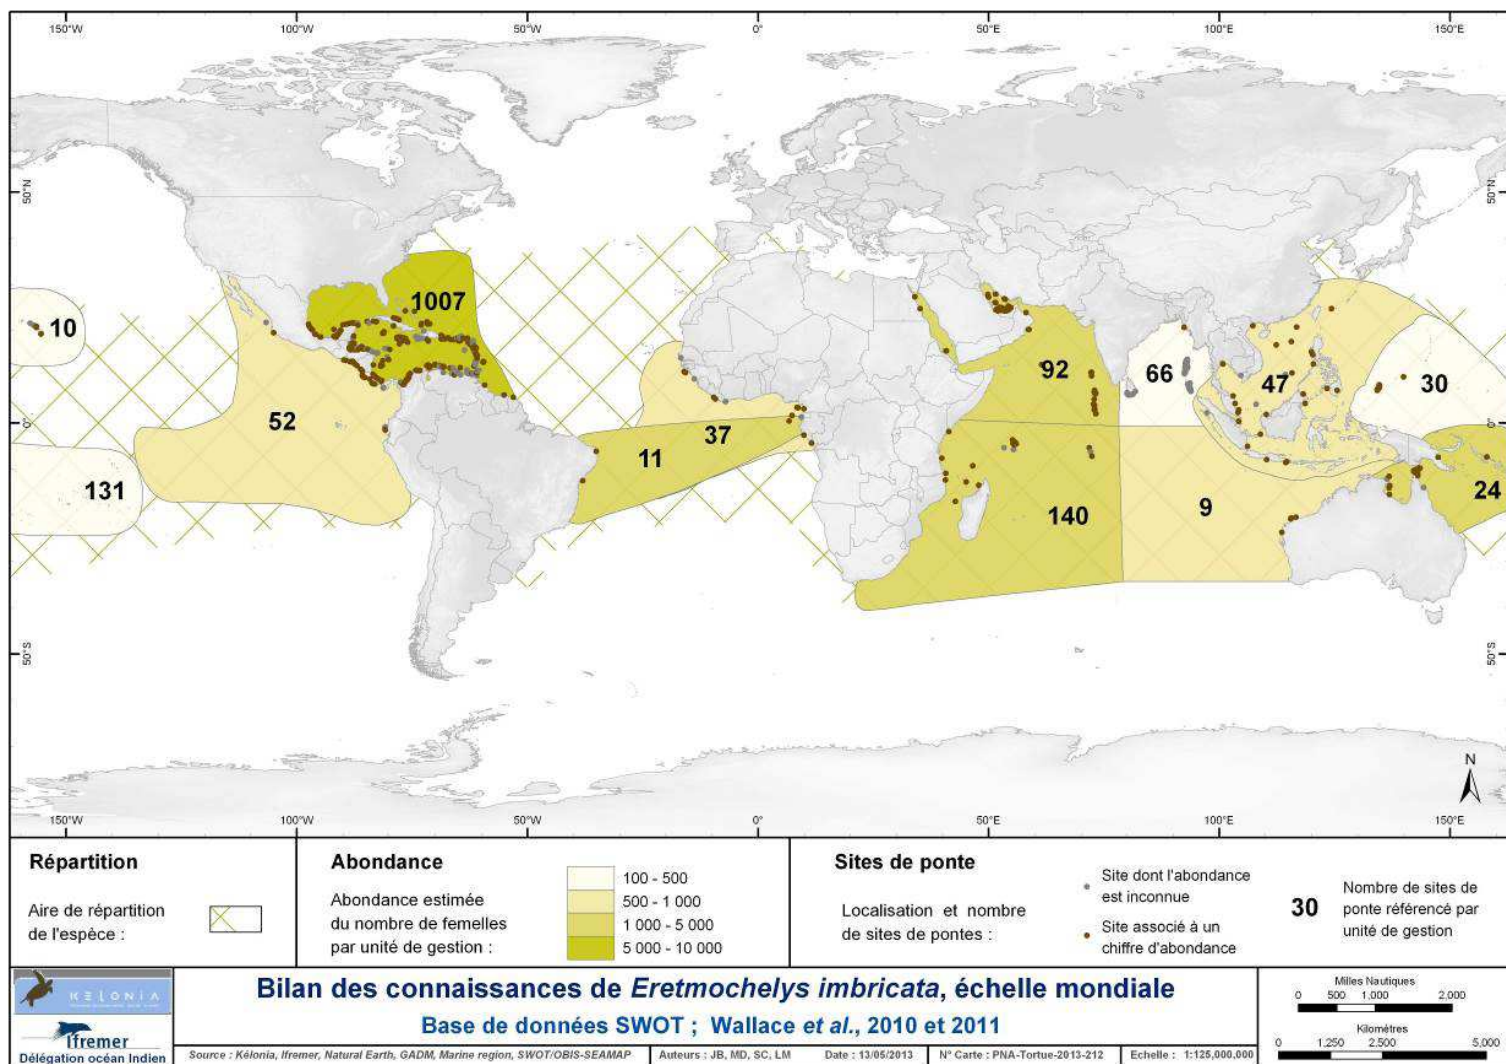 150°W 100°W 50°W 0° 50°E 100°E 150°E
50°N 50°N
1007
10
92
66
47
30
52
37
11
131
140
9
24
0° 0°
50°S 50°S
N
150°W 100°W 50°W 0° 50°E 100°E 150°E
Répartition
Aire de répartition
de l'espèce :
Abondance
Abondance estimée
du nombre de femelles
par unité de gestion :
100 - 500
500 - 1 000
1 000 - 5 000
5 000 - 10 000
Sites de ponte
Localisation et nombre
de sites de pontes :
Site dont l'abondance
est inconnue
Site associé à un
chiffre d'abondance
30
Nombre de sites de
ponte référencé par
unité de gestion
KELONIA
Ifremer
Délégation océan Indien
Bilan des connaissances de Eretmochelys imbricata, échelle mondiale
Base de données SWOT ; Wallace et al., 2010 et 2011
Source : Kélonia, Ifremer, Natural Earth, GADM, Marine region, SWOT/OBIS-SEAMAP
Auteurs : JB, MD, SC, LM
Date : 13/05/2013
N° Carte : PNA-Tortue-2013-212
Echelle : 1:125,000,000
Milles Nautiques
0 500 1,000 2,000
Kilomètres
0 1,250 2,500 5,000